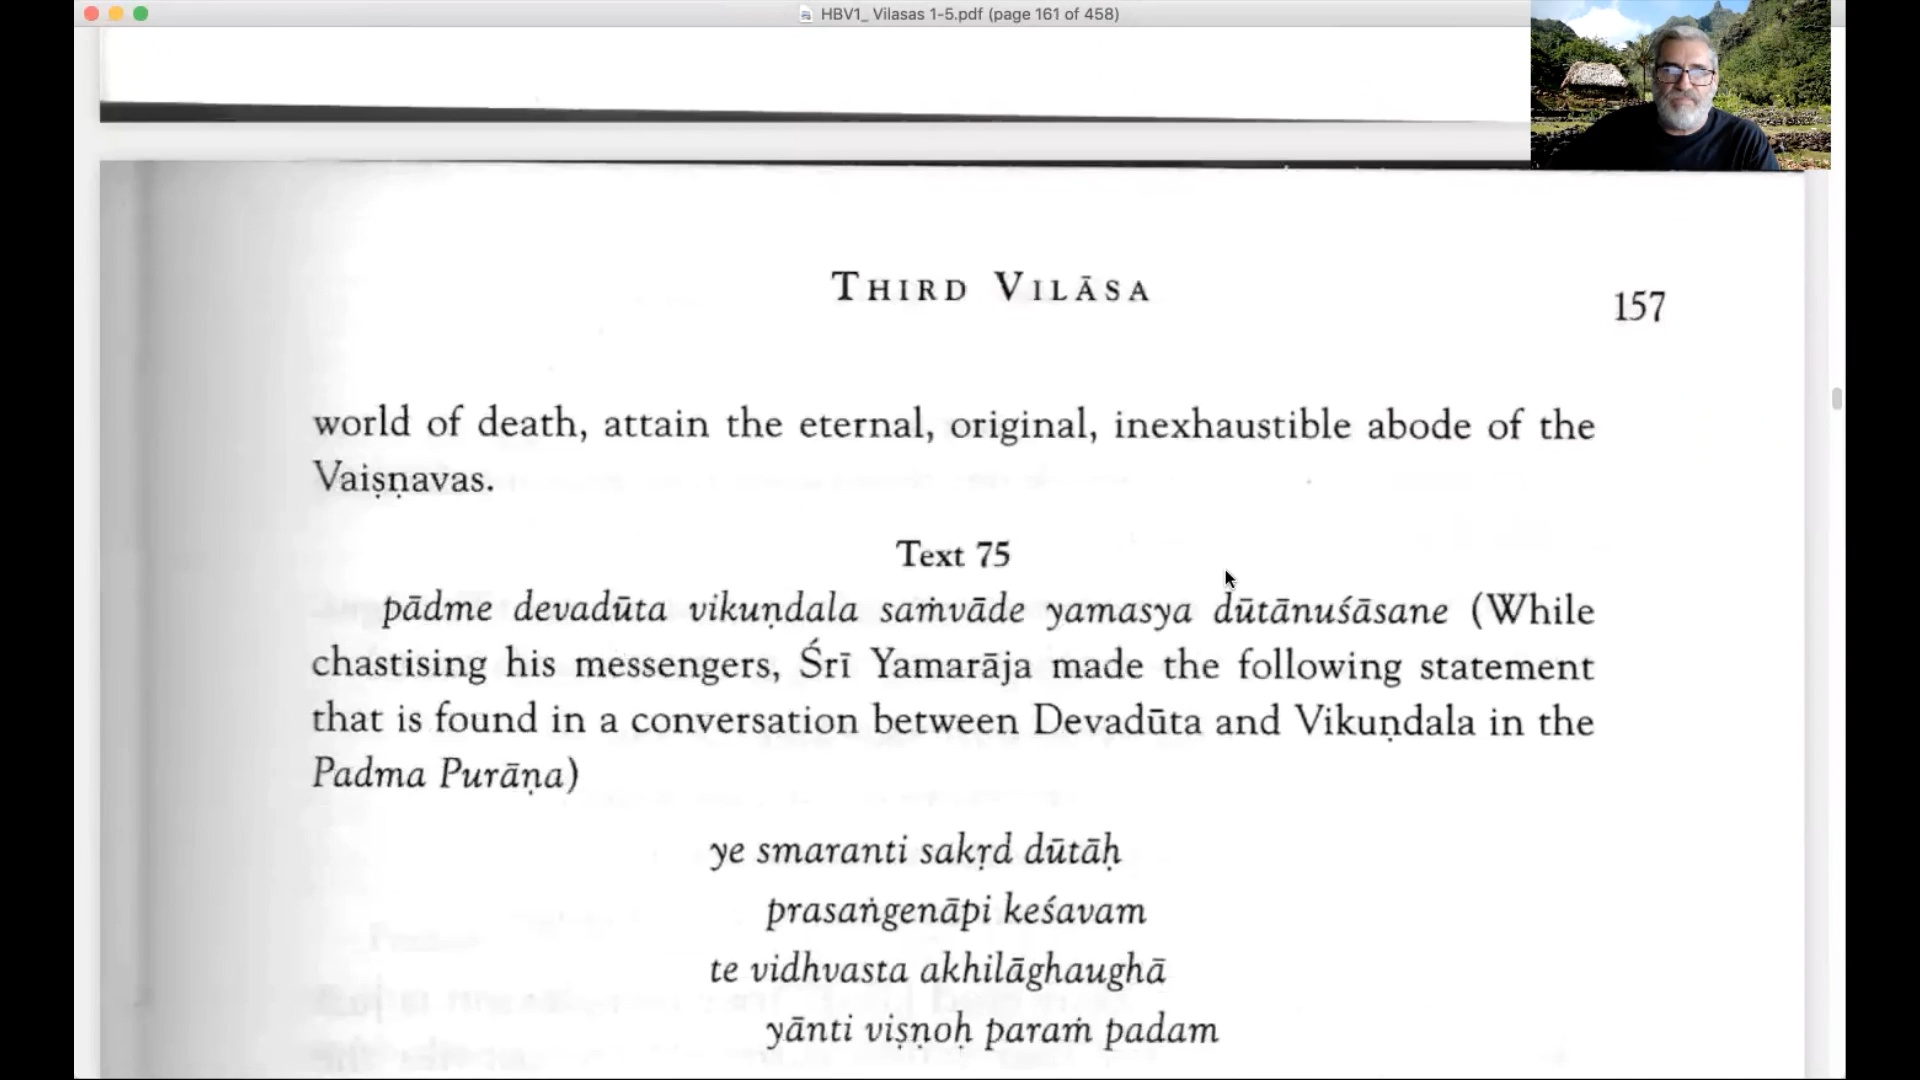 HBV1_ Vilasas 1-5.pdf (page 161 of 458)
THIRD VILĀSA
157
world of death, attain the eternal, original, inexhaustible abode of the
Vaiṣṇavas.
Text 75
pādme devadūta vikuṇdala saṁvāde yamasya dūtānuśāsane (While
chastising his messengers, Śrī Yamarāja made the following statement
that is found in a conversation between Devadūta and Vikuṇdala in the
Padma Purāṇa)
ye smaranti sakṛd dūtāḥ
prasaṅgenāpi keśavam
te vidhvasta akhilāghaughā
yānti viṣṇoḥ paraṁ padam